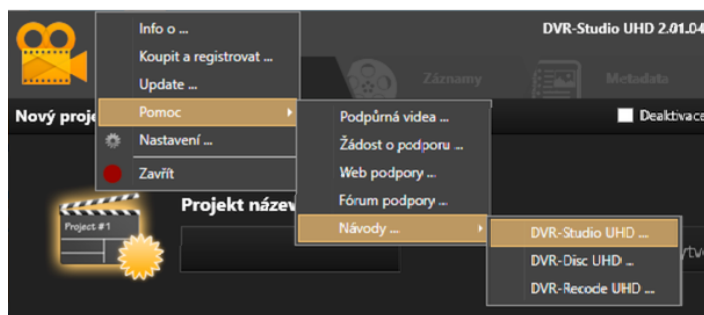 Info o ...
DVR-Studio UHD 2.01.04
Koupit a registrovat ...
Update ...
Záznamy
Metadata
Nový proje
Pomoc
Deaktivace
Podpůrná videa ...
Nastavení ...
Žádost o podporu ...
Zavřít
Web podpory ...
Projekt název
Fórum podpory ...
Project #1
Návody ...
DVR-Studio UHD ...
DVR-Disc UHD ...
DVR-Recode UHD ...